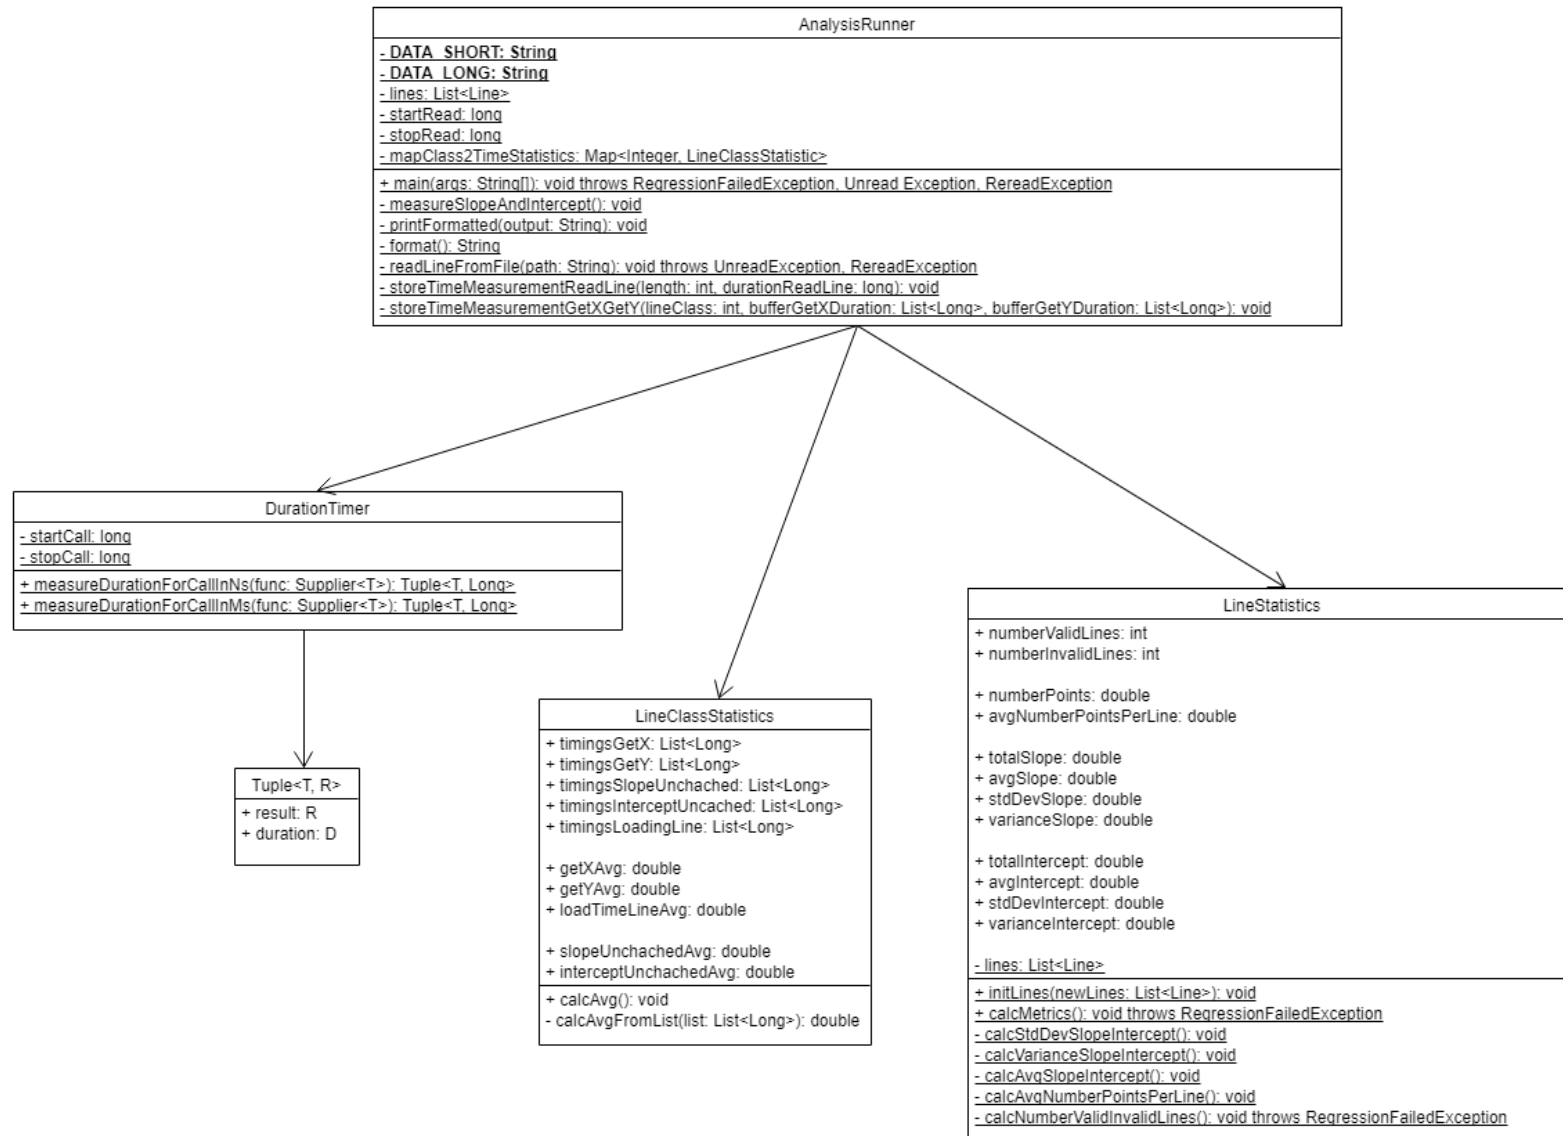 AnalysisRunner
- DATA_SHORT: String
- DATA_LONG: String
- lines: List<Line>
- startRead: long
- stopRead: long
- mapClass2TimeStatistics: Map<Integer, LineClassStatistic>
+ main(args: String[]): void throws RegressionFailedException, Unread Exception, RereadException
- measureSlopeAndIntercept(): void
- printFormatted(output: String): void
- format(): String
- readLineFromFile(path: String): void throws UnreadException, RereadException
- storeTimeMeasurementReadLine(length: int, durationReadLine: long): void
- storeTimeMeasurementGetXGetY(lineClass: int, bufferGetXDuration: List<Long>, bufferGetYDuration: List<Long>): void
DurationTimer
- startCall: long
- stopCall: long
+ measureDurationForCallInNs(func: Supplier<T>): Tuple<T, Long>
+ measureDurationForCallInMs(func: Supplier<T>): Tuple<T, Long>
Tuple<T, R>
+ result: R
+ duration: D
LineClassStatistics
+ timingsGetX: List<Long>
+ timingsGetY: List<Long>
+ timingsSlopeUnchached: List<Long>
+ timingsInterceptUncached: List<Long>
+ timingsLoadingLine: List<Long>
+ getXAvg: double
+ getYAvg: double
+ loadTimeLineAvg: double
+ slopeUnchachedAvg: double
+ interceptUnchachedAvg: double
+ calcAvg(): void
- calcAvgFromList(list: List<Long>): double
LineStatistics
+ numberValidLines: int
+ numberInvalidLines: int
+ numberPoints: double
+ avgNumberPointsPerLine: double
+ totalSlope: double
+ avgSlope: double
+ stdDevSlope: double
+ varianceSlope: double
+ totalIntercept: double
+ avgIntercept: double
+ stdDevIntercept: double
+ varianceIntercept: double
- lines: List<Line>
+ initLines(newLines: List<Line>): void
+ calcMetrics(): void throws RegressionFailedException
- calcStdDevSlopeIntercept(): void
- calcVarianceSlopeIntercept(): void
- calcAvgSlopeIntercept(): void
- calcAvgNumberPointsPerLine(): void
- calcNumberValidInvalidLines(): void throws RegressionFailedException